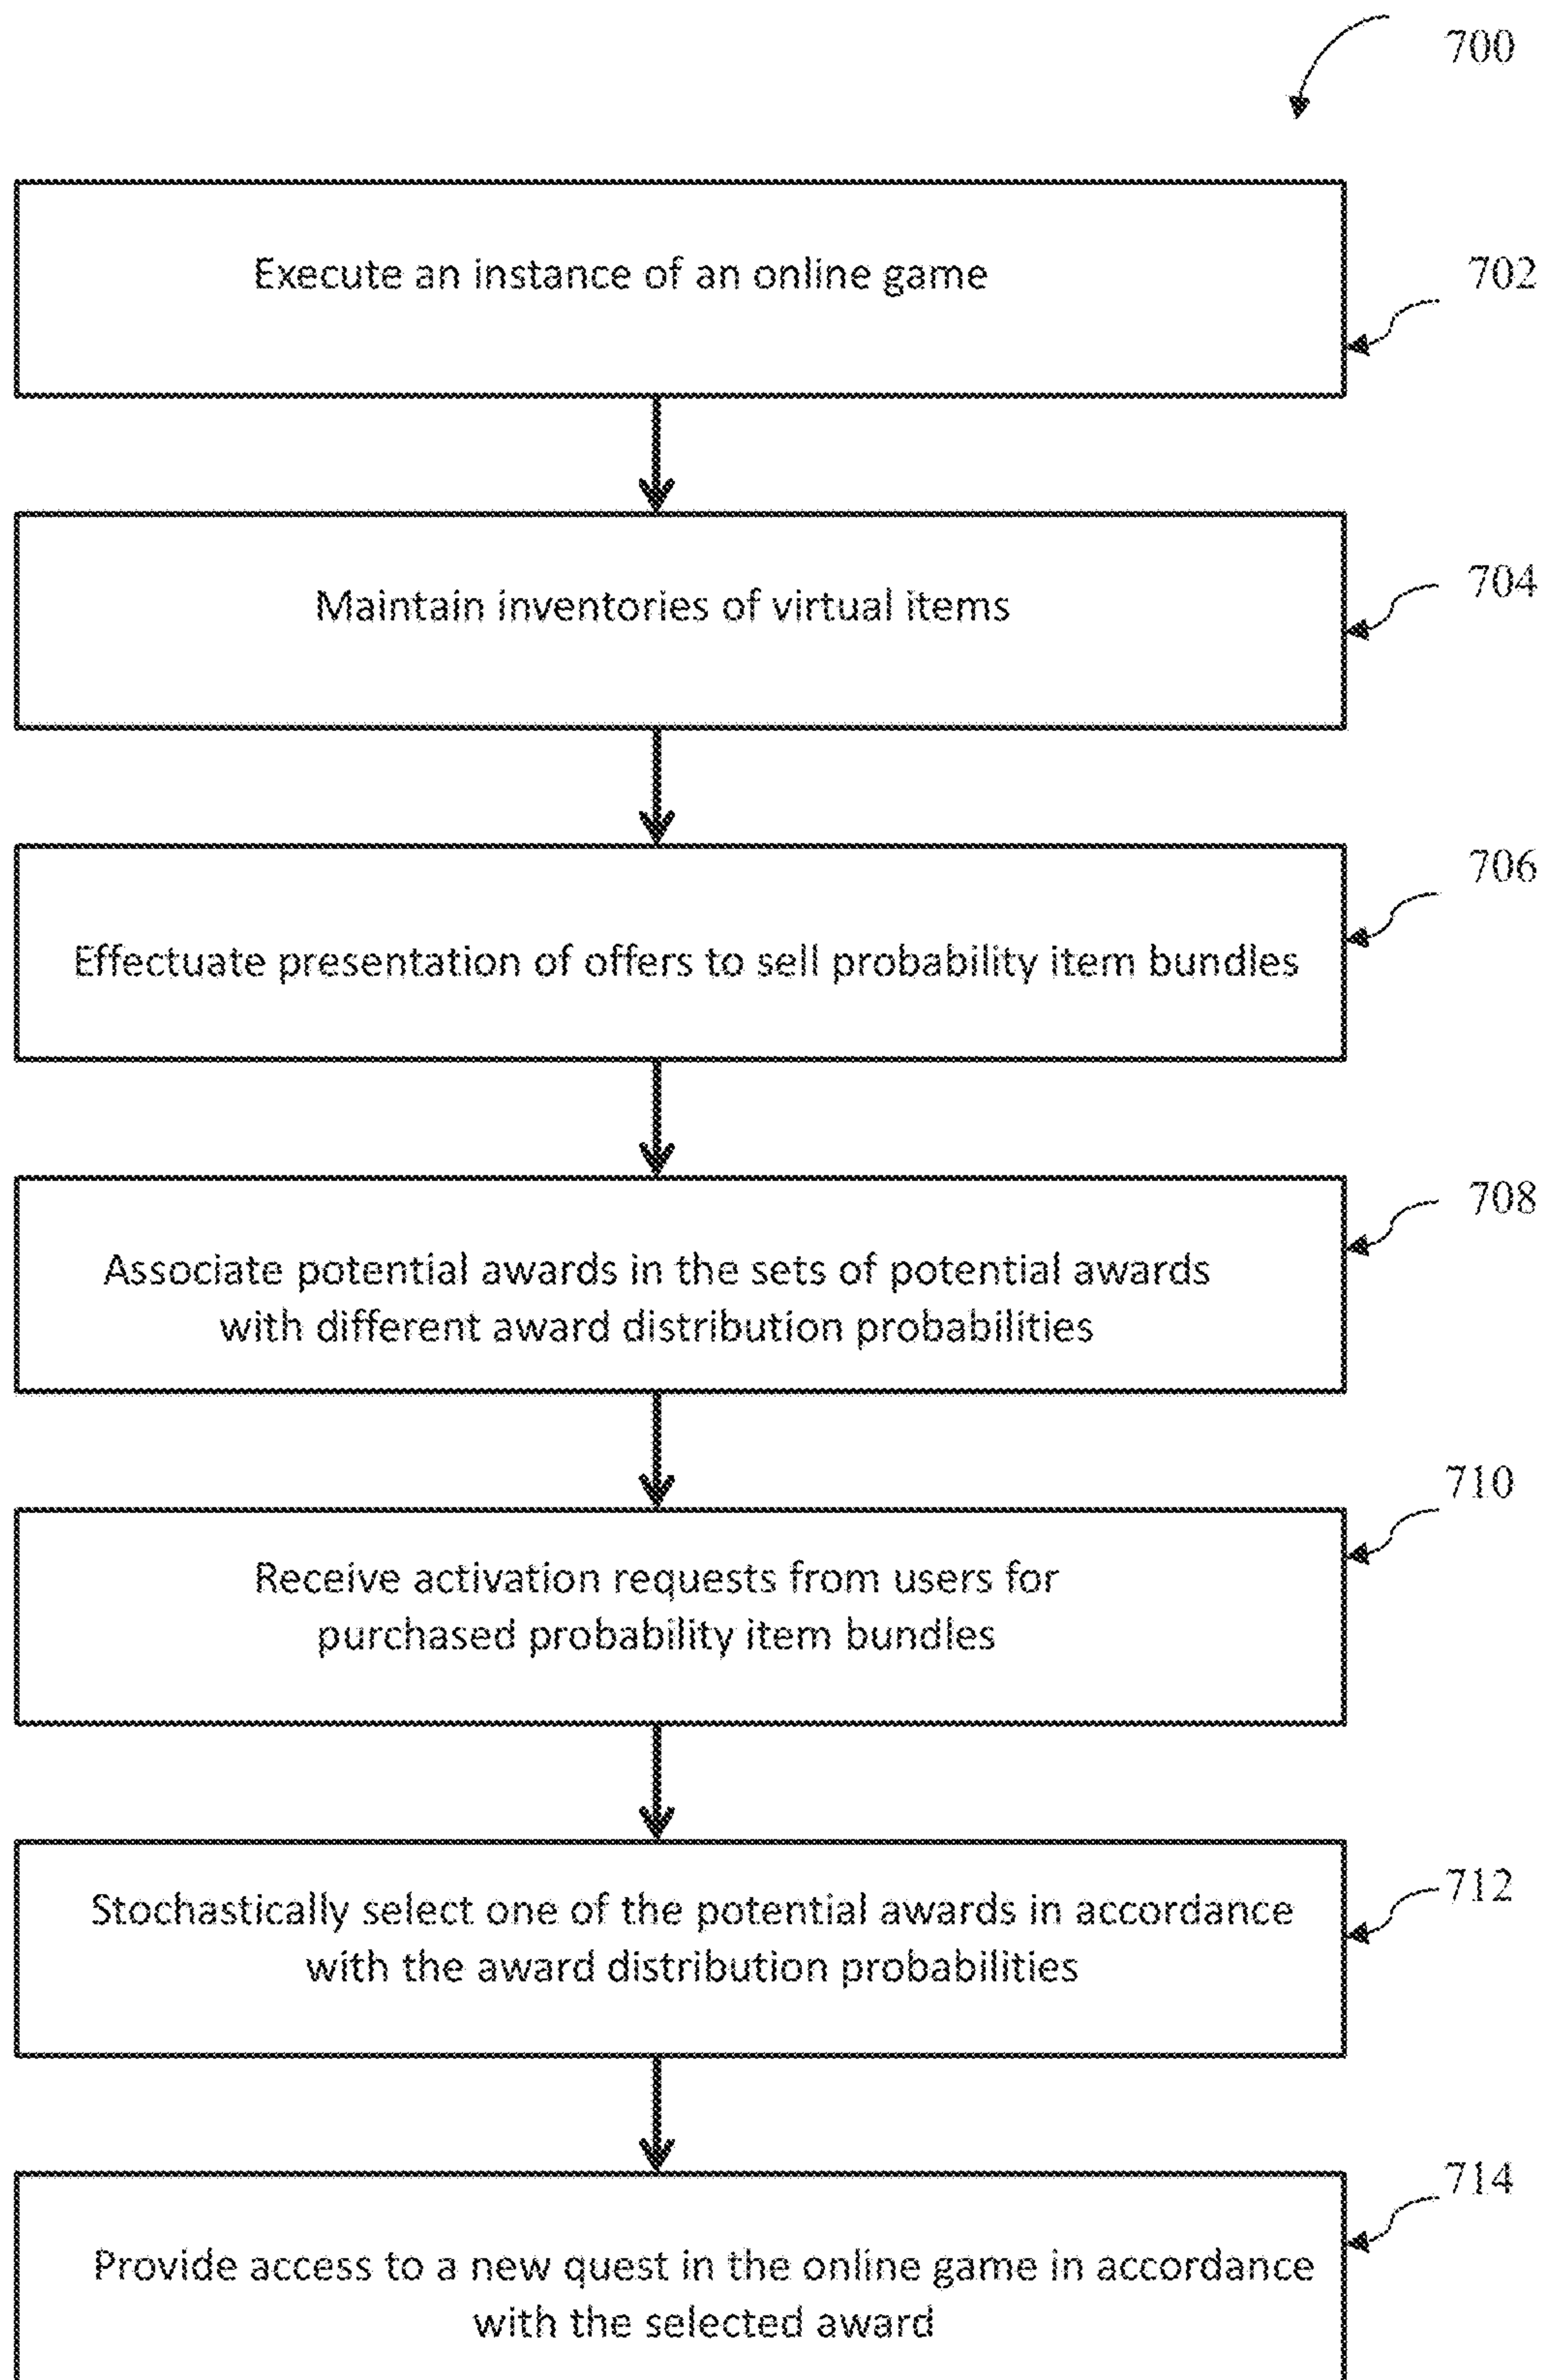 700
Execute an instance of an online game
702
Maintain inventories of virtual items
704
706
Effectuate presentation of offers to sell probability item bundles
708
Associate potential awards in the sets of potential awards
with different award distribution probabilities
710
Receive activation requests from users for
purchased probability item bundles
712
Stochastically select one of the potential awards in accordance
with the award distribution probabilities
714
Provide access to a new quest in the online game in accordance
with the selected award